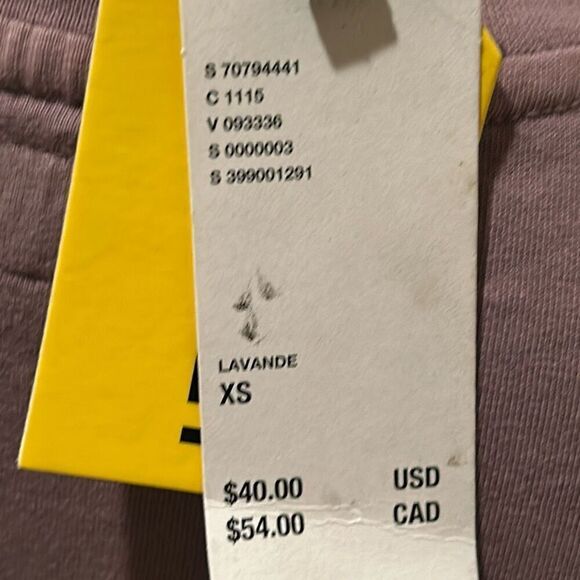 S 70794441
C 1115
V 093336
S 0000003
S 399001291
LAVANDE
XS
$40.00 USD
$54.00 CAD